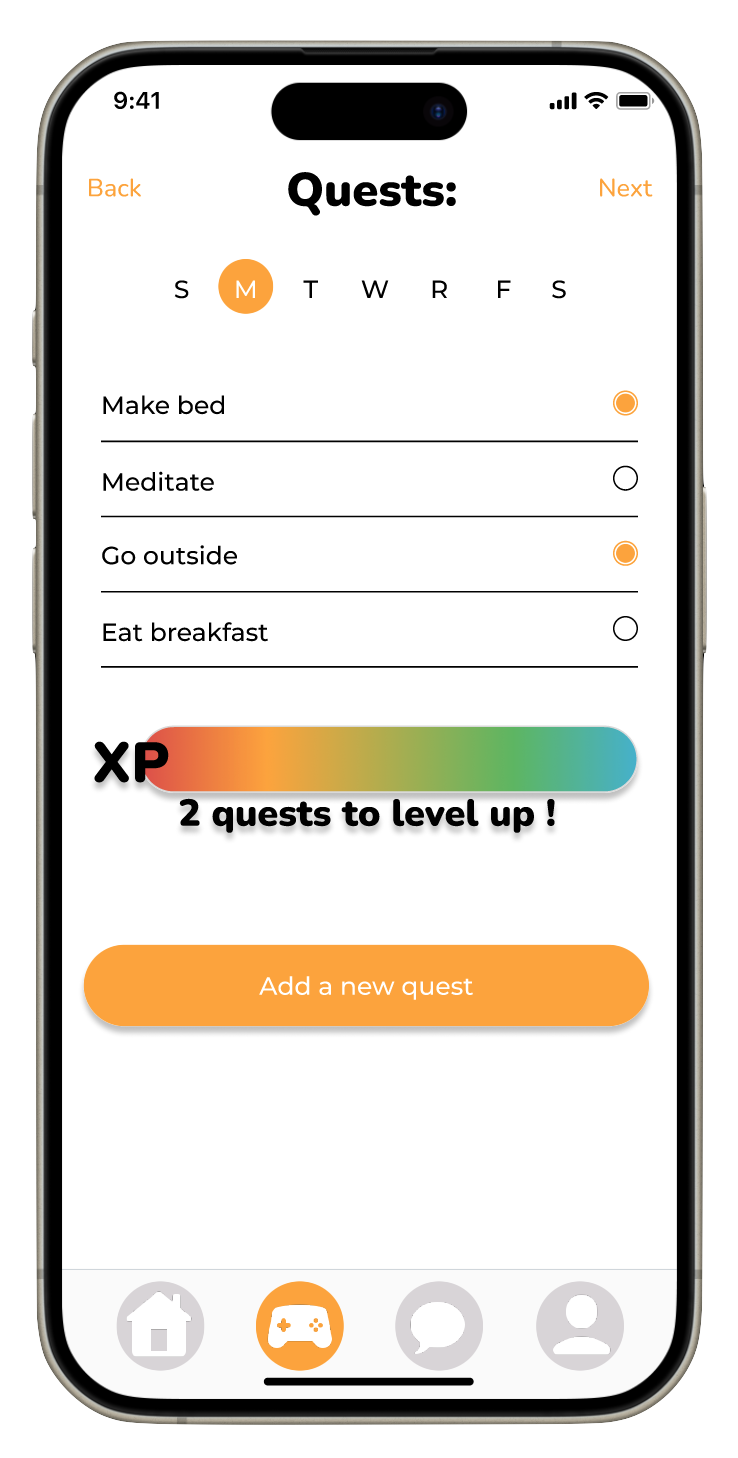 9:41
Back Quests: Next
S M T W R F S
Make bed
Meditate
Go outside
Eat breakfast
XP
2 quests to level up !
Add a new quest